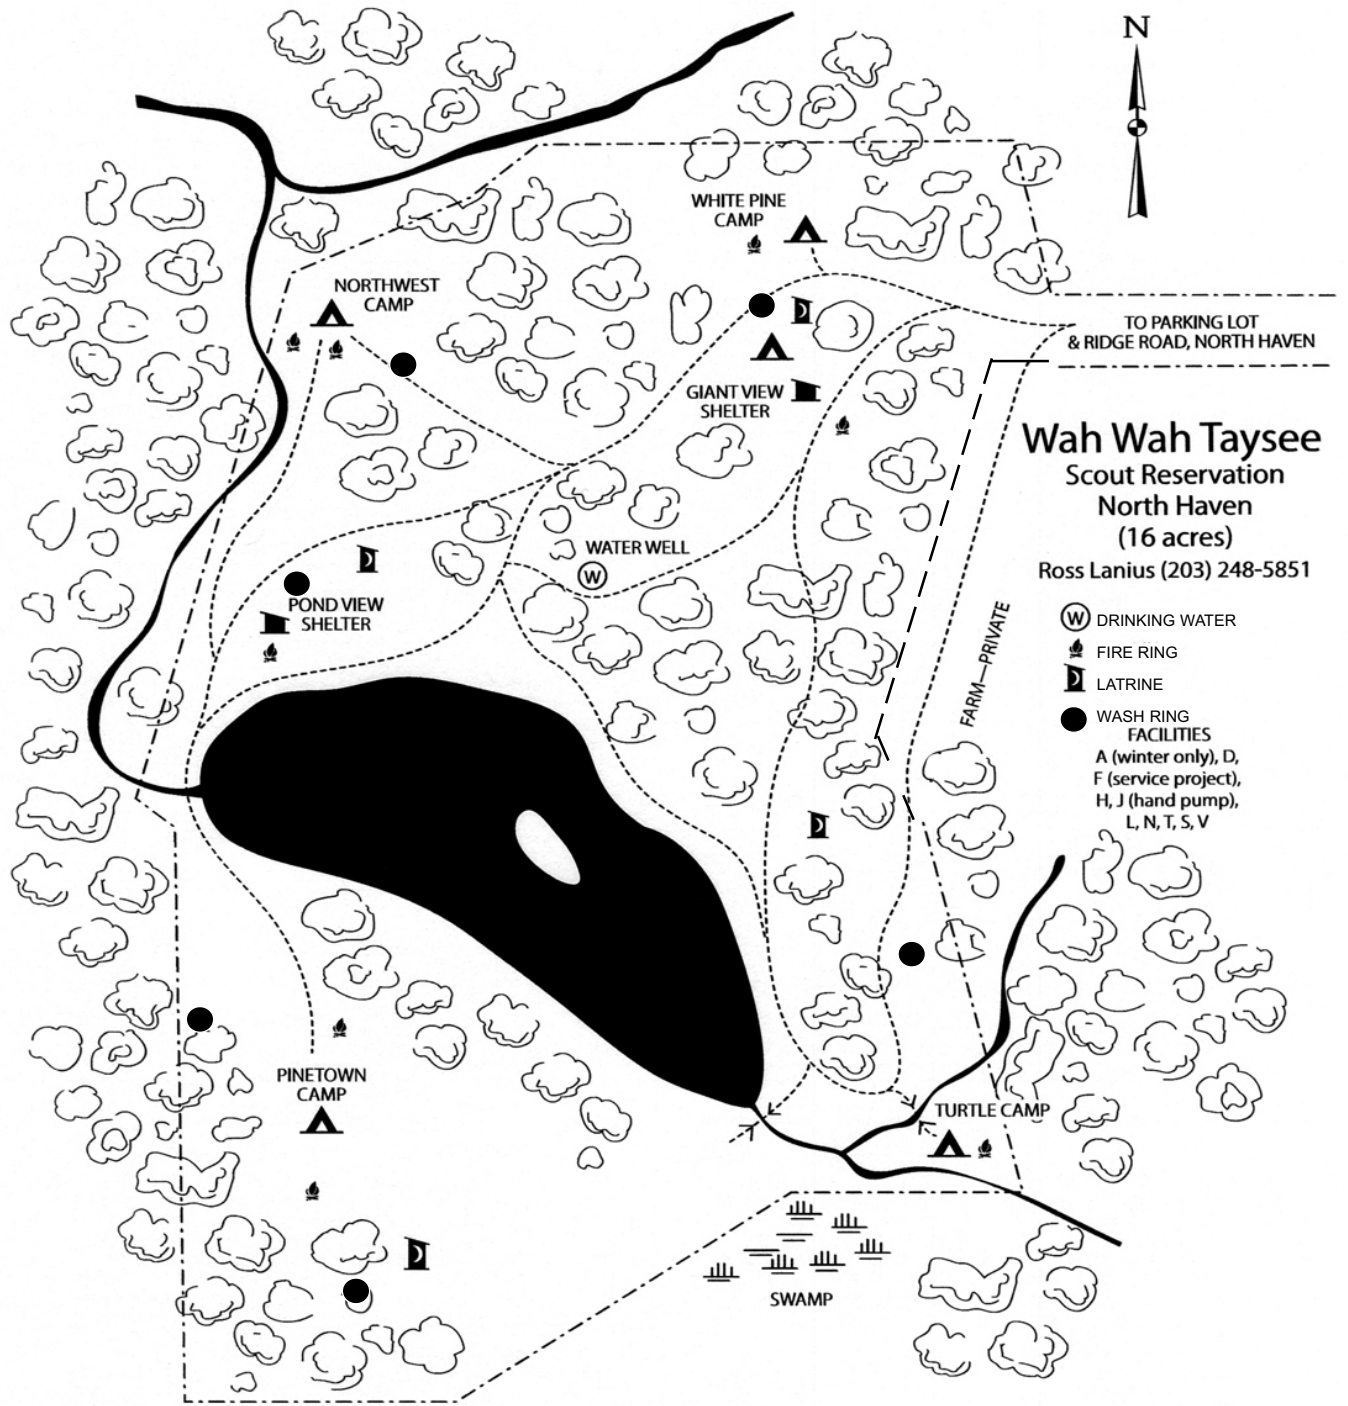 N
WHITE PINE
CAMP
NORTHWEST
CAMP
TO PARKING LOT
& RIDGE ROAD, NORTH HAVEN
GIANT VIEW
SHELTER
Wah Wah Taysee
Scout Reservation
North Haven
(16 acres)
Ross Lanius (203) 248-5851
WATER WELL
W
POND VIEW
SHELTER
FARM—PRIVATE
W DRINKING WATER
FIRE RING
LATRINE
WASH RING
FACILITIES
A (winter only), D,
F (service project),
H, J (hand pump),
L, N, T, S, V
PINETOWN
CAMP
TURTLE CAMP
SWAMP